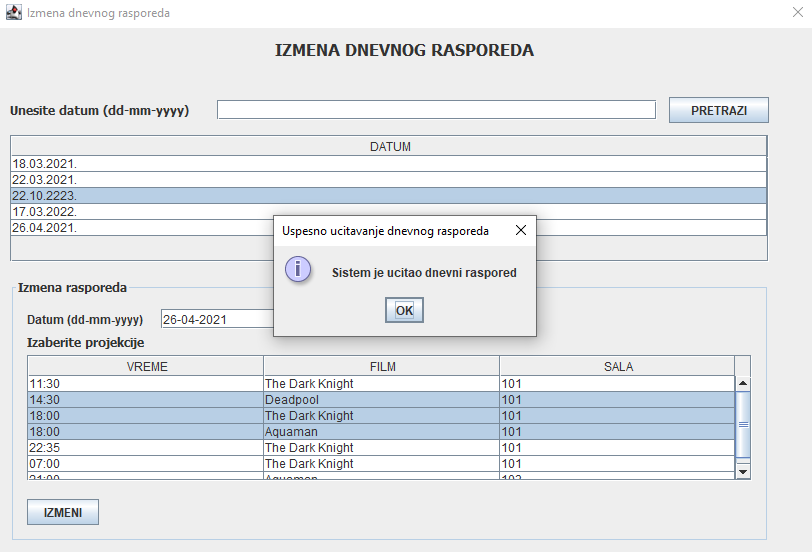 Izmena dnevnog rasporeda
IZMENA DNEVNOG RASPOREDA
Unesite datum (dd-mm-yyyy) PRETRAZI
DATUM
18.03.2021.
22.03.2021.
22.10.2223.
17.03.2022.
26.04.2021.
Uspesno ucitavanje dnevnog rasporeda
Sistem je ucitao dnevni raspored
OK
Izmena rasporeda
Datum (dd-mm-yyyy) 26-04-2021
Izaberite projekcije
VREME FILM SALA
11:30 The Dark Knight 101
14:30 Deadpool 101
18:00 The Dark Knight 101
18:00 Aquaman 101
22:35 The Dark Knight 101
07:00 The Dark Knight 101
21:00 Aquaman 102
IZMENI